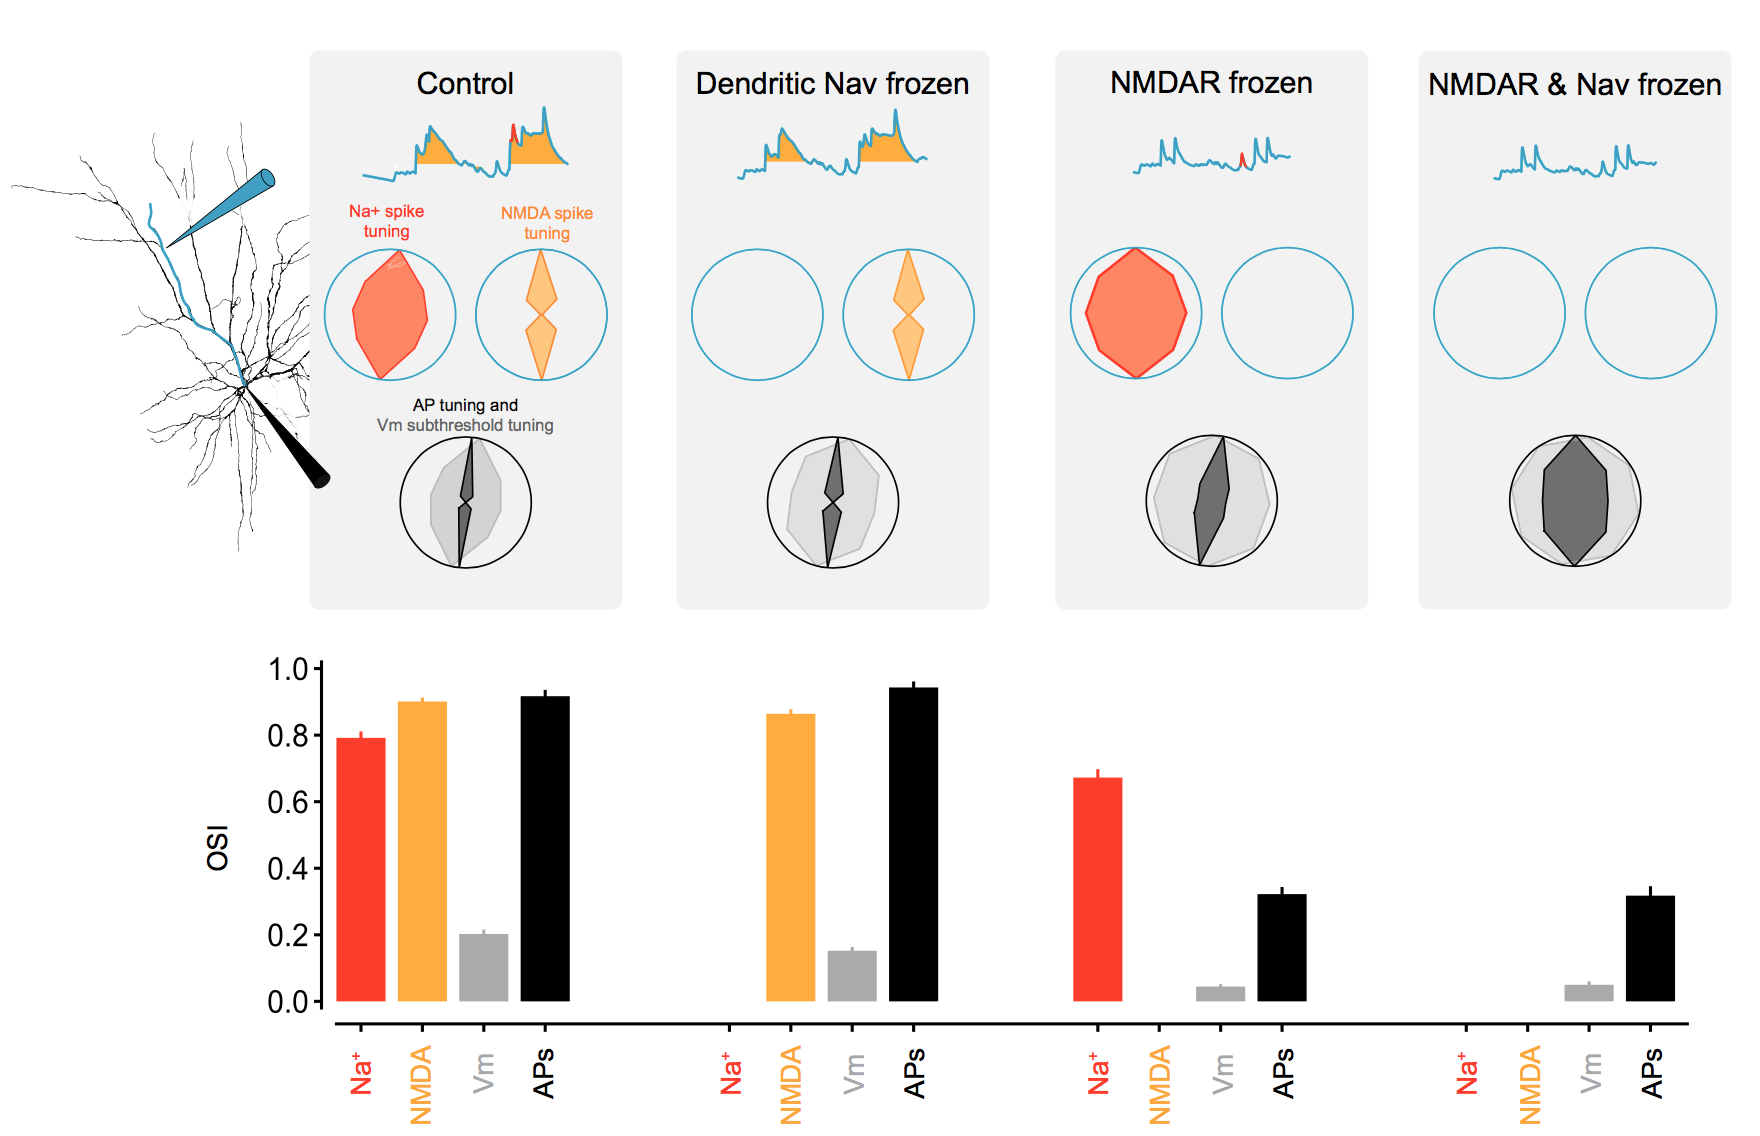 Control
Dendritic Nav frozen
NMDAR frozen
NMDAR & Nav frozen
Na+ spike
tuning
NMDA spike
tuning
AP tuning and
Vm subthreshold tuning
OSI
1.0
0.8
0.6
0.4
0.2
0.0
Na⁺
NMDA
Vm
APs
Na⁺
NMDA
Vm
APs
Na⁺
NMDA
Vm
APs
Na⁺
NMDA
Vm
APs